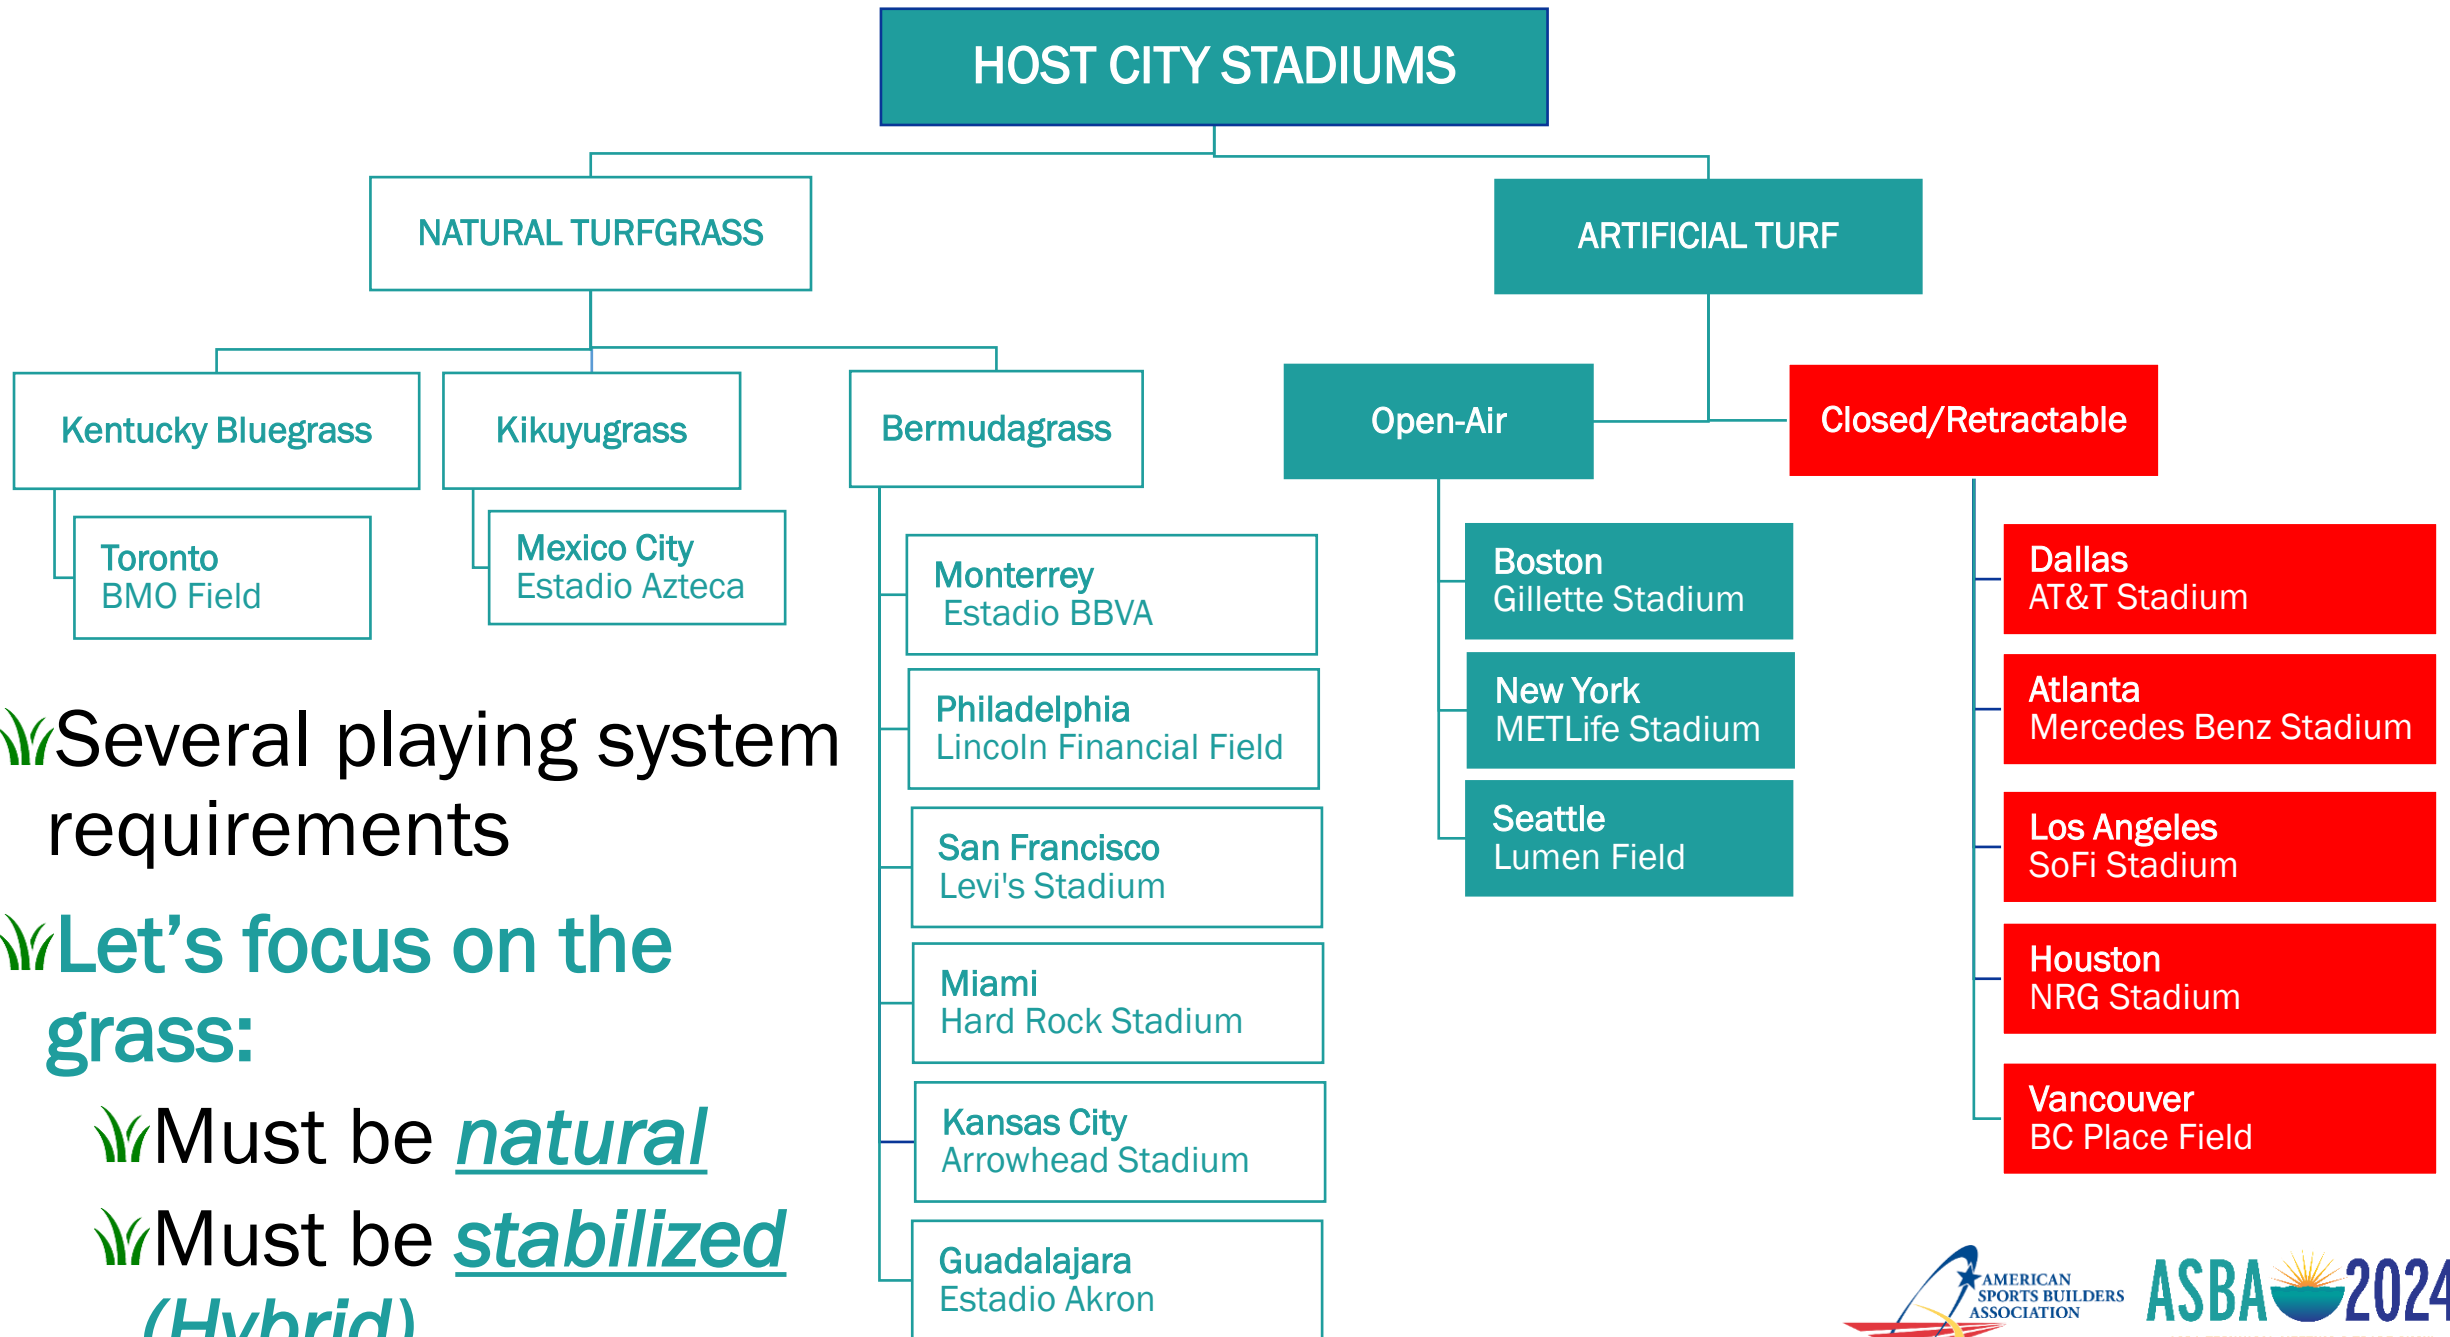 HOST CITY STADIUMS
NATURAL TURFGRASS
ARTIFICIAL TURF
Kentucky Bluegrass
Kikuyugrass
Bermudagrass
Open-Air
Closed/Retractable
Toronto
BMO Field
Mexico City
Estadio Azteca
Monterrey
Estadio BBVA
Philadelphia
Lincoln Financial Field
San Francisco
Levi's Stadium
Miami
Hard Rock Stadium
Kansas City
Arrowhead Stadium
Guadalajara
Estadio Akron
Boston
Gillette Stadium
New York
METLife Stadium
Seattle
Lumen Field
Dallas
AT&T Stadium
Atlanta
Mercedes Benz Stadium
Los Angeles
SoFi Stadium
Houston
NRG Stadium
Vancouver
BC Place Field
Several playing system
requirements
Let’s focus on the
grass:
Must be natural
Must be stabilized
(Hybrid)
AMERICAN
SPORTS BUILDERS
ASSOCIATION
ASBA 2024